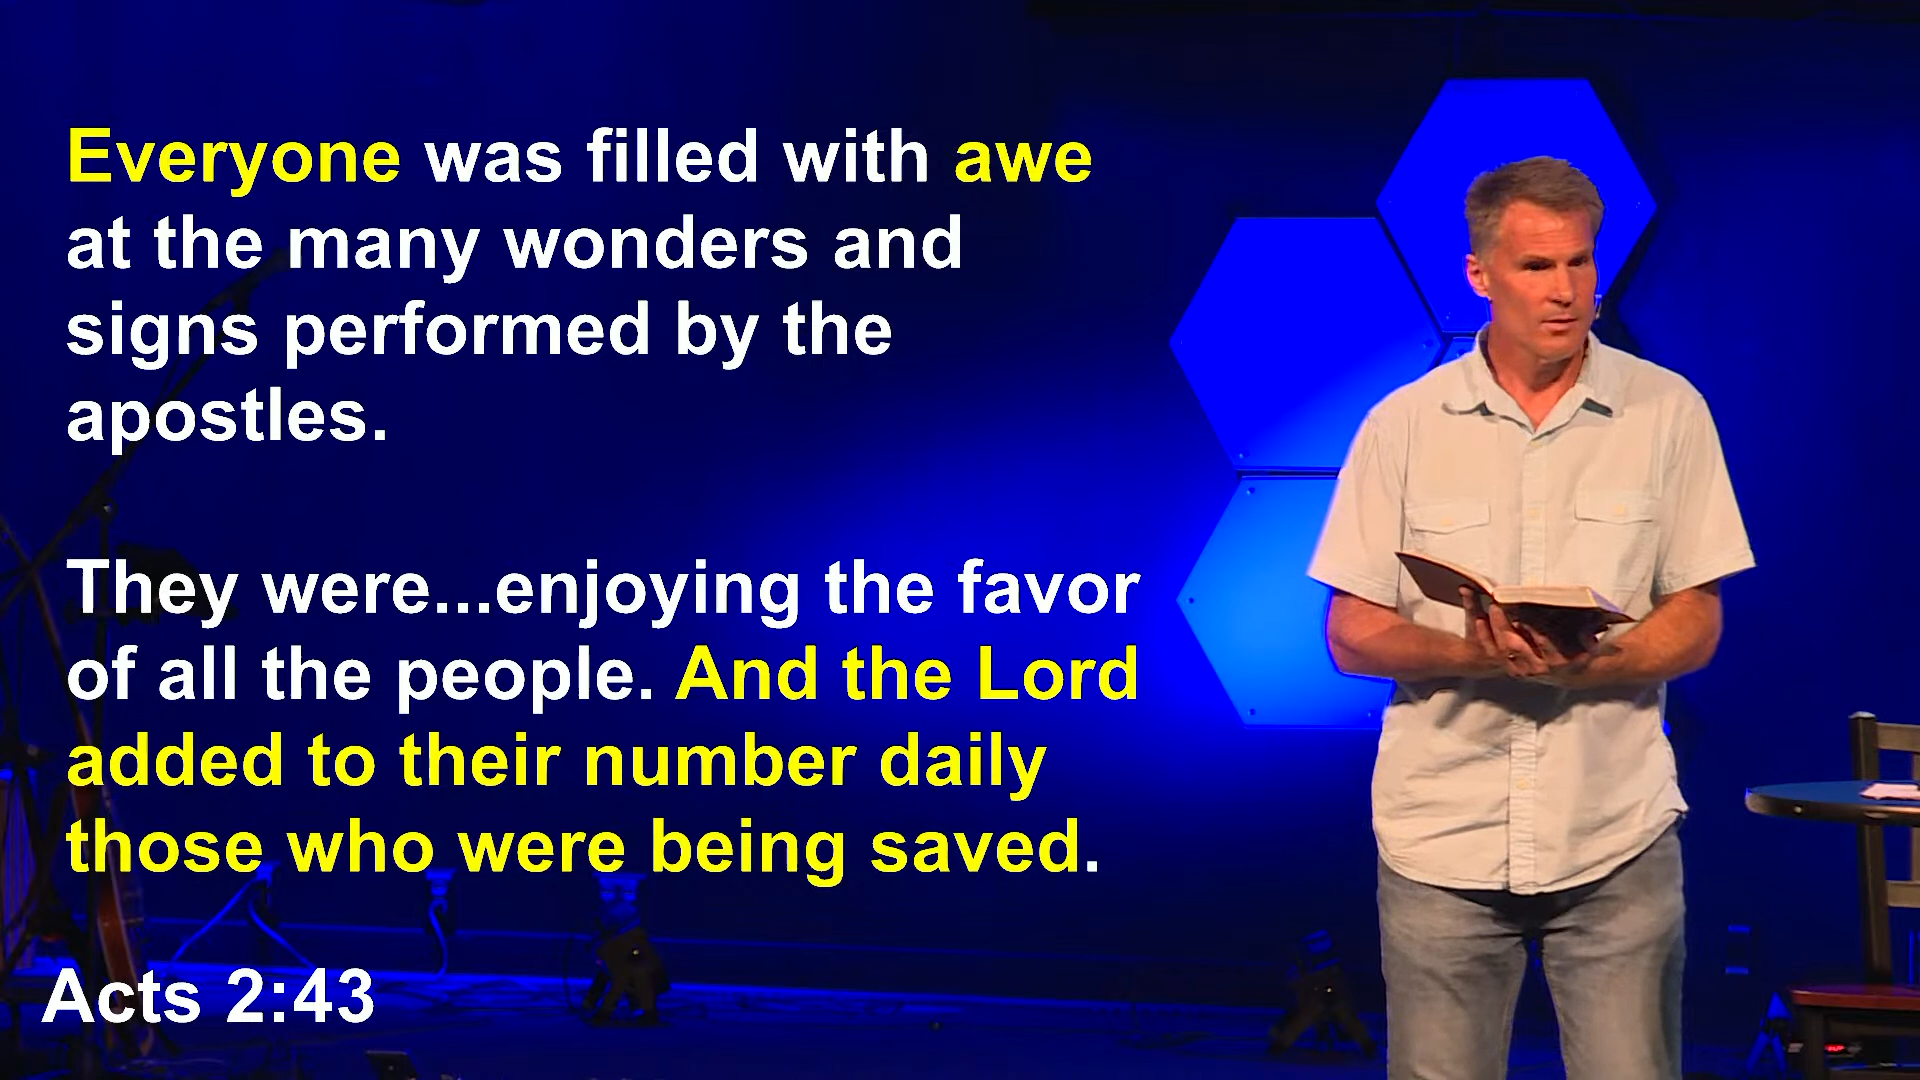 Everyone was filled with awe
at the many wonders and
signs performed by the
apostles.
They were...enjoying the favor
of all the people. And the Lord
added to their number daily
those who were being saved.
Acts 2:43